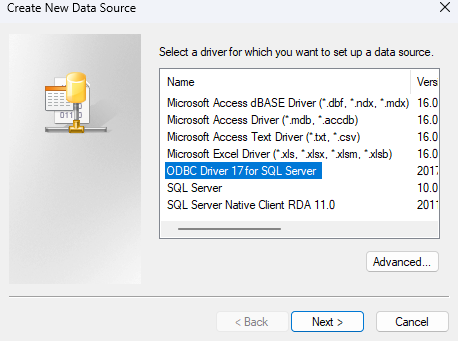 Create New Data Source
Select a driver for which you want to set up a data source.
Name Vers
Microsoft Access dBASE Driver (*.dbf, *.ndx, *.mdx) 16.0
Microsoft Access Driver (*.mdb, *.accdb) 16.0
Microsoft Access Text Driver (*.txt, *.csv) 16.0
Microsoft Excel Driver (*.xls, *.xlsx, *.xlsm, *.xlsb) 16.0
ODBC Driver 17 for SQL Server 2017
SQL Server 10.0
SQL Server Native Client RDA 11.0 2011
Advanced...
< Back Next > Cancel